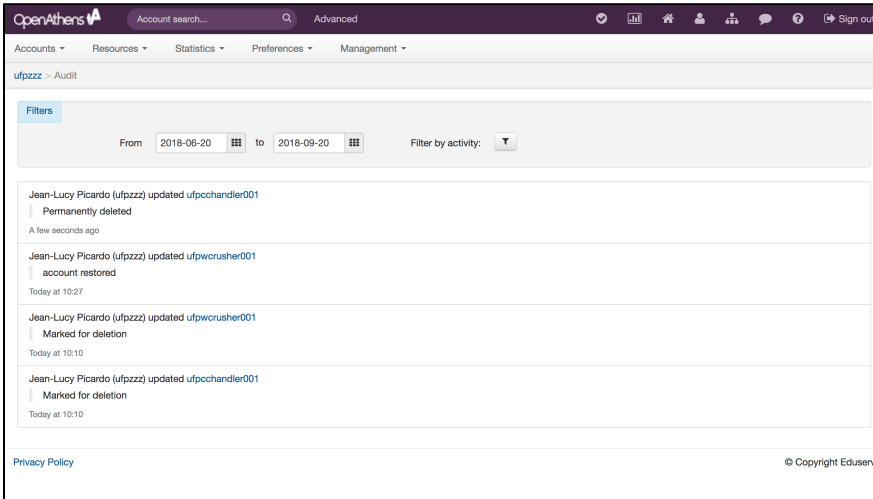 OpenAthens
Account search...
Advanced
Sign out
Accounts
Resources
Statistics
Preferences
Management
ufpzzz > Audit
Filters
From 2018-06-20 to 2018-09-20 Filter by activity:
Jean-Lucy Picardo (ufpzzz) updated ufpcchandler001
Permanently deleted
A few seconds ago
Jean-Lucy Picardo (ufpzzz) updated ufpwcrusher001
account restored
Today at 10:27
Jean-Lucy Picardo (ufpzzz) updated ufpwcrusher001
Marked for deletion
Today at 10:10
Jean-Lucy Picardo (ufpzzz) updated ufpcchandler001
Marked for deletion
Today at 10:10
Privacy Policy
© Copyright Eduserv